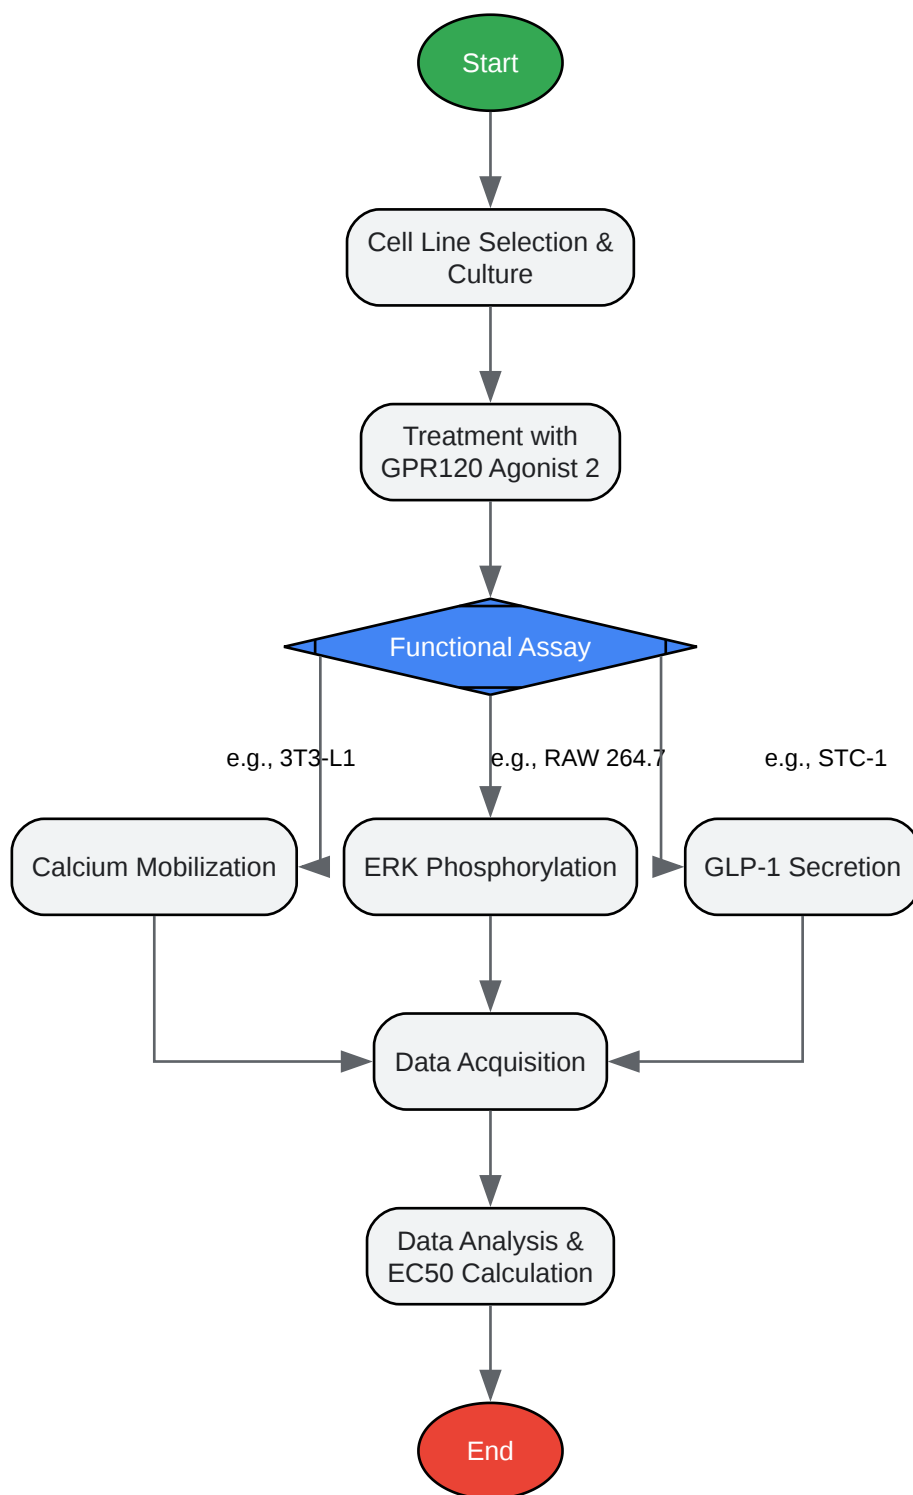 Start
Cell Line Selection &
Culture
Treatment with
GPR120 Agonist 2
Functional Assay
e.g., 3T3-L1
e.g., RAW 264.7
e.g., STC-1
Calcium Mobilization
ERK Phosphorylation
GLP-1 Secretion
Data Acquisition
Data Analysis &
EC50 Calculation
End